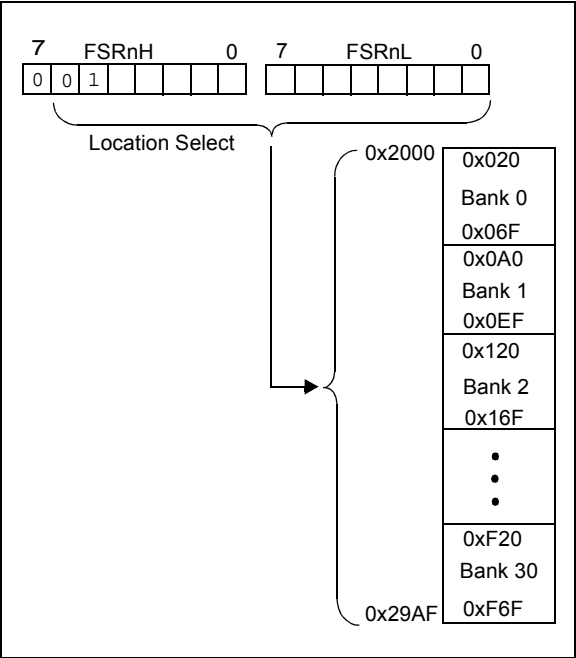 7 FSRnH 0 7 FSRnL 0
0 0 1
Location Select
0x2000
0x020
Bank 0
0x06F
0x0A0
Bank 1
0x0EF
0x120
Bank 2
0x16F
0xF20
Bank 30
0x29AF
0xF6F